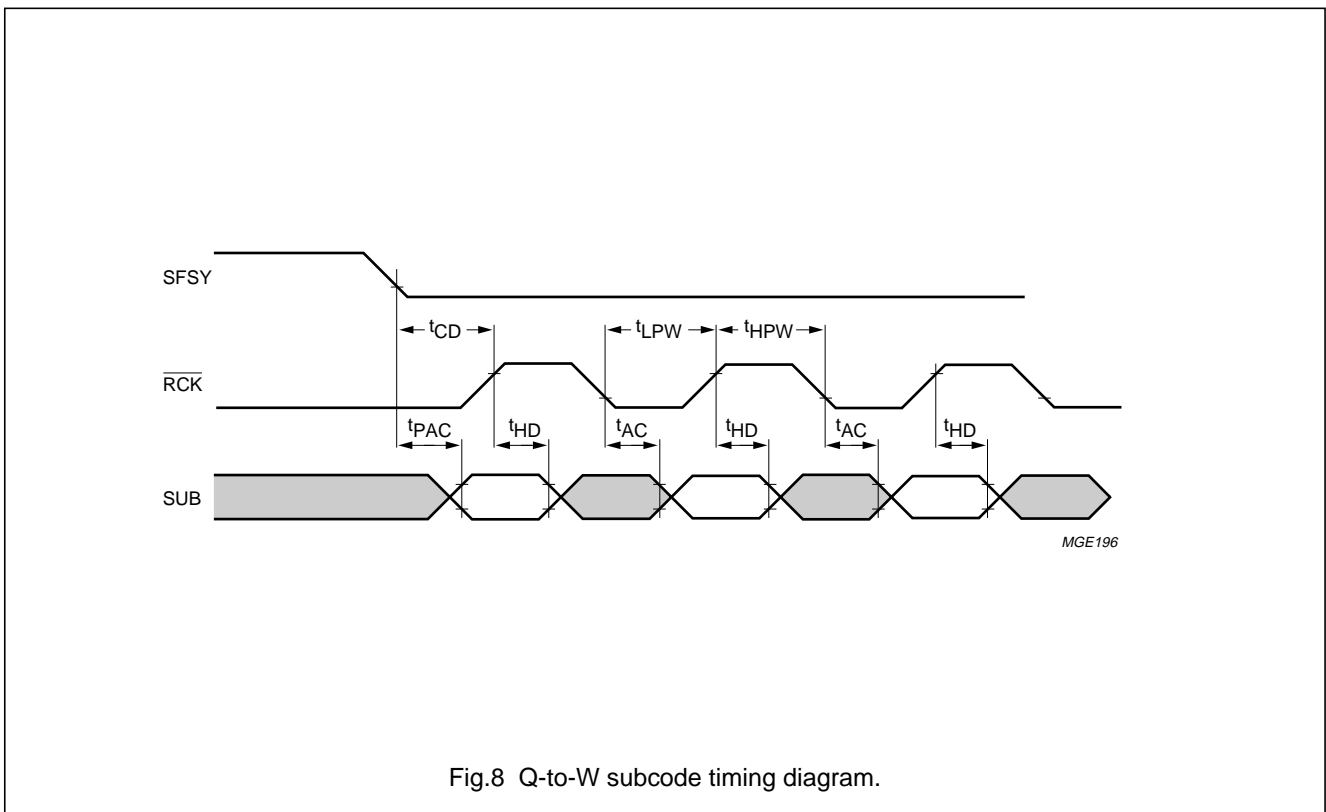 SFSY
tCD
tLPW
tHPW
RCK
tPAC
tHD
tAC
tHD
tAC
tHD
SUB
MGE196
Fig.8 Q-to-W subcode timing diagram.